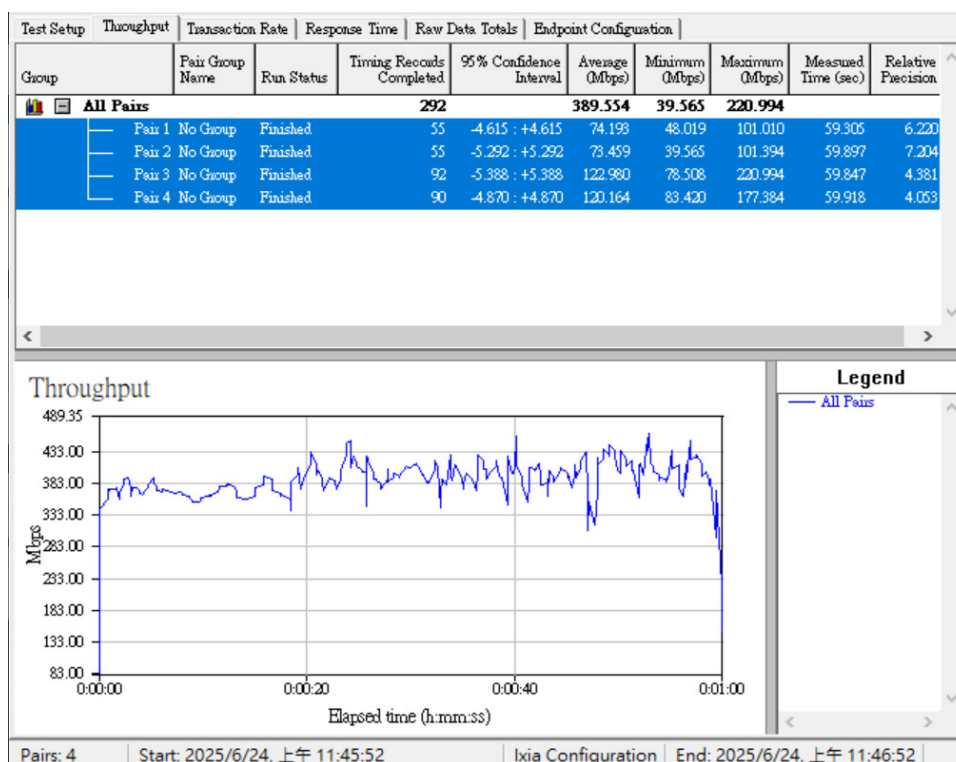 Test Setup Throughput Transaction Rate Response Time Raw Data Totals Endpoint Configuration
Group Pair Group Name Run Status Timing Records Completed 95% Confidence Interval Average (Mbps) Minimum (Mbps) Maximum (Mbps) Measured Time (sec) Relative Precision
All Pairs 292 389.554 39.565 220.994
Pair 1 No Group Finished 55 -4.615 : +4.615 74.193 48.019 101.010 59.305 6.220
Pair 2 No Group Finished 55 -5.292 : +5.292 73.459 39.565 101.394 59.897 7.204
Pair 3 No Group Finished 92 -5.388 : +5.388 122.980 78.508 220.994 59.847 4.381
Pair 4 No Group Finished 90 -4.870 : +4.870 120.164 83.420 177.384 59.918 4.053
Throughput
489.35
433.00
383.00
333.00
283.00
233.00
183.00
133.00
83.00
Mbps
0:00:00 0:00:20 0:00:40 0:01:00
Elapsed time (h:mm:ss)
Legend
All Pairs
Pairs: 4 Start: 2025/6/24, 上午 11:45:52 Ixia Configuration End: 2025/6/24, 上午 11:46:52